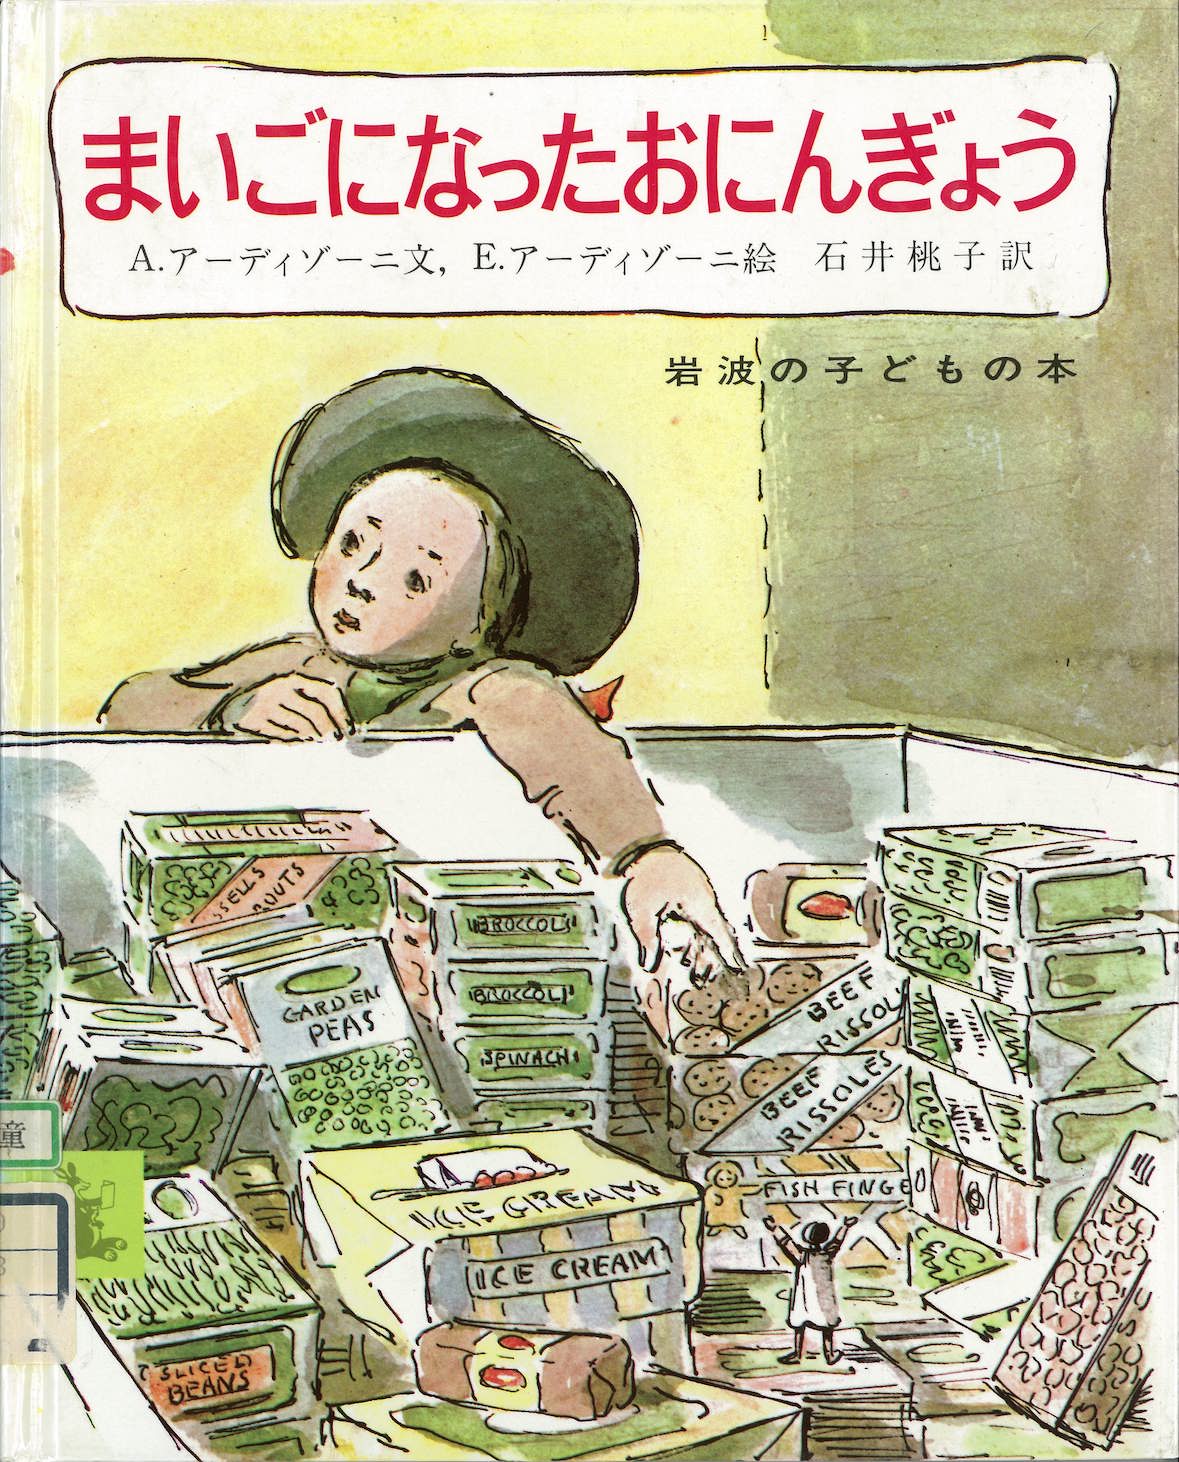 まいごになったおにんぎょう
A.アーディゾーニ文, E.アーディゾーニ絵 石井桃子訳
岩波の子どもの本
SSELLS
OUTS
BROCCOLI
BROCCOLI
SPINACH
GARDEN
PEAS
BEEF
RISSOL
BEEF
RISSOLES
FISH FINGE
ICE CREAM
ICE CREAM
SLICED
BEANS
童